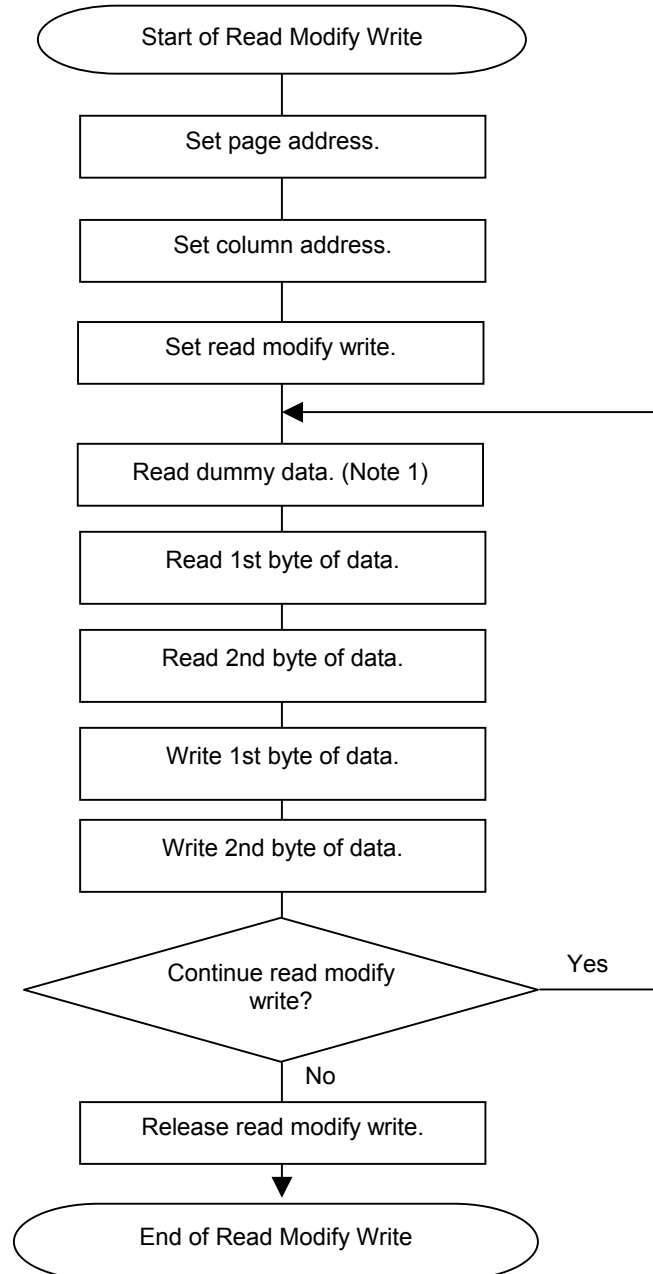 Start of Read Modify Write
Set page address.
Set column address.
Set read modify write.
Read dummy data. (Note 1)
Read 1st byte of data.
Read 2nd byte of data.
Write 1st byte of data.
Write 2nd byte of data.
Continue read modify
write?
Yes
No
Release read modify write.
End of Read Modify Write